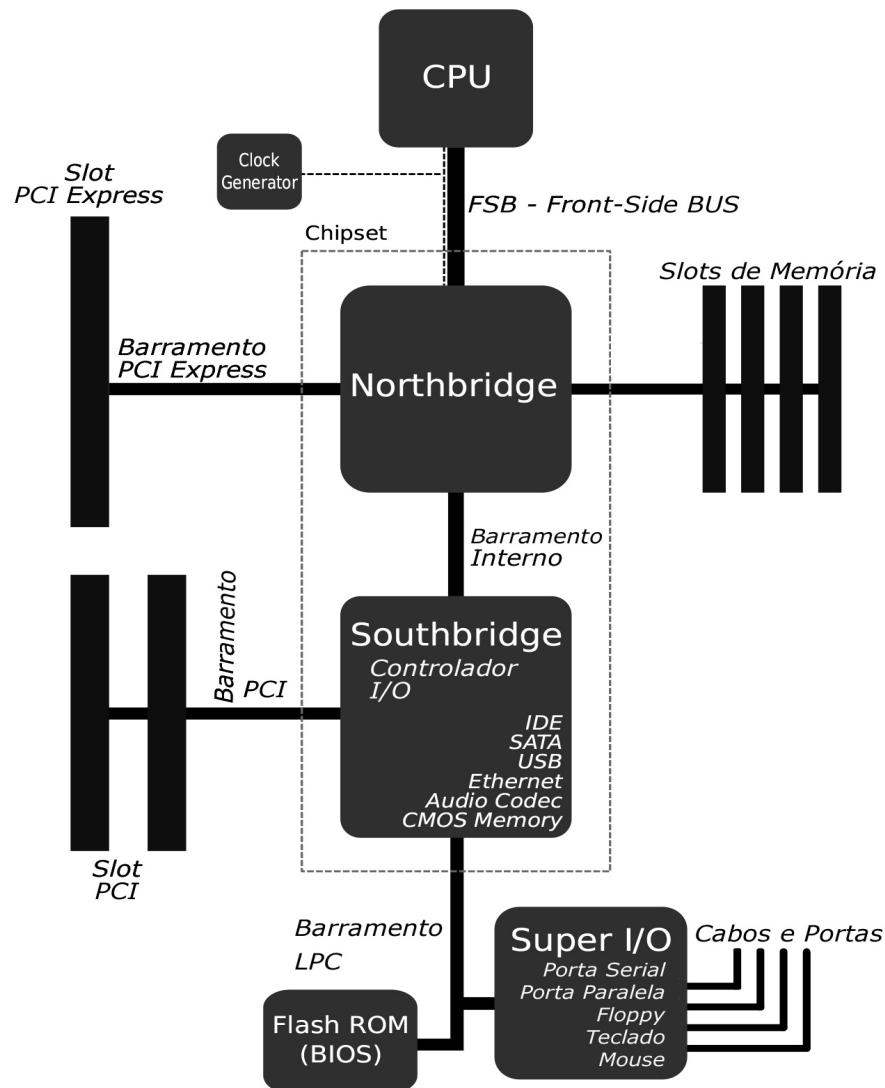 CPU
Clock
Generator
Slot
PCI Express
FSB - Front-Side BUS
Chipset
Slots de Memória
Barramento
PCI Express
Northbridge
Barramento
Interno
Barramento
PCI
Southbridge
Controlador
I/O
IDE
SATA
USB
Ethernet
Audio Codec
CMOS Memory
Slot
PCI
Barramento
LPC
Super I/O
Porta Serial
Porta Paralela
Floppy
Teclado
Mouse
Cabos e Portas
Flash ROM
(BIOS)